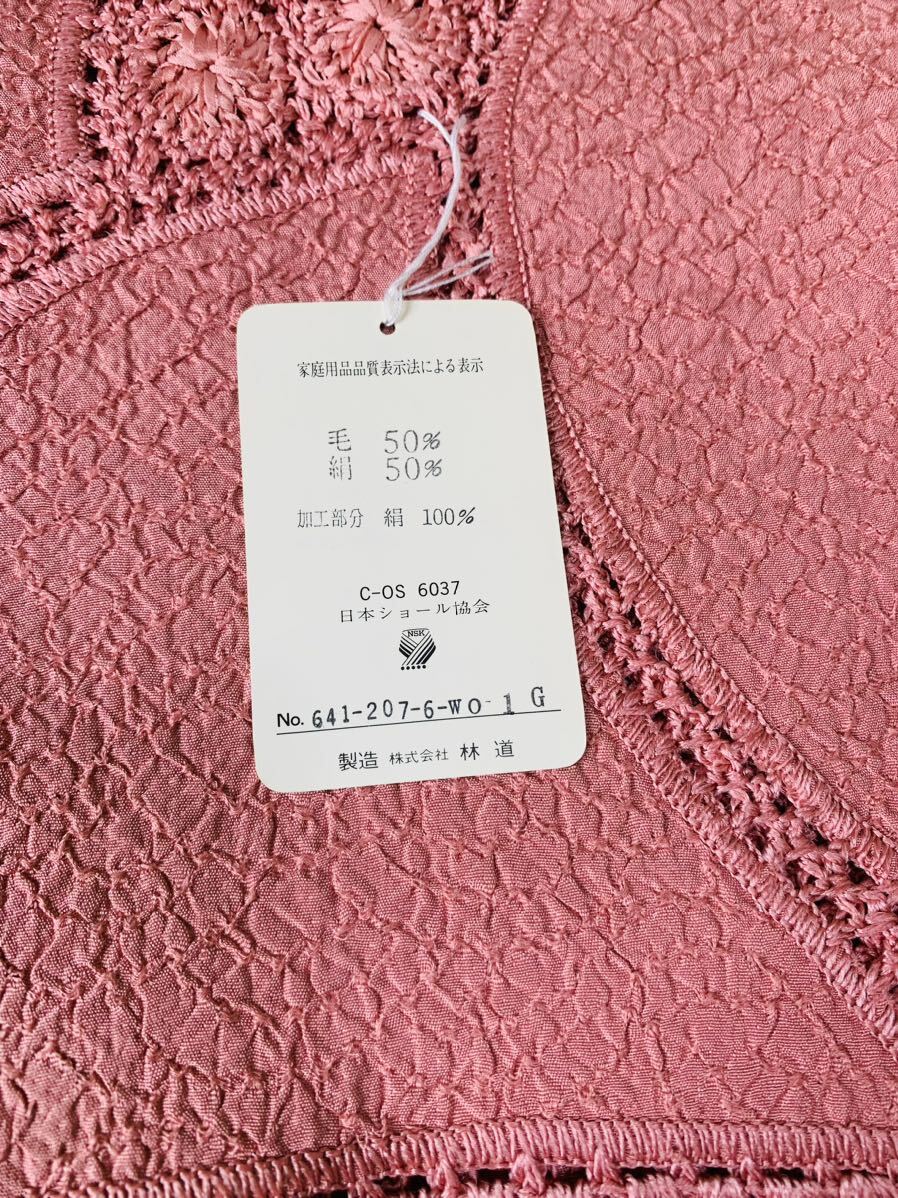 家庭用品品質表示法による表示
毛 50%
絹 50%
加工部分 絹 100%
C-OS 6037
日本ショール協会
NSK
No. 641-207-6-WO-1 G
製造 株式会社 林道